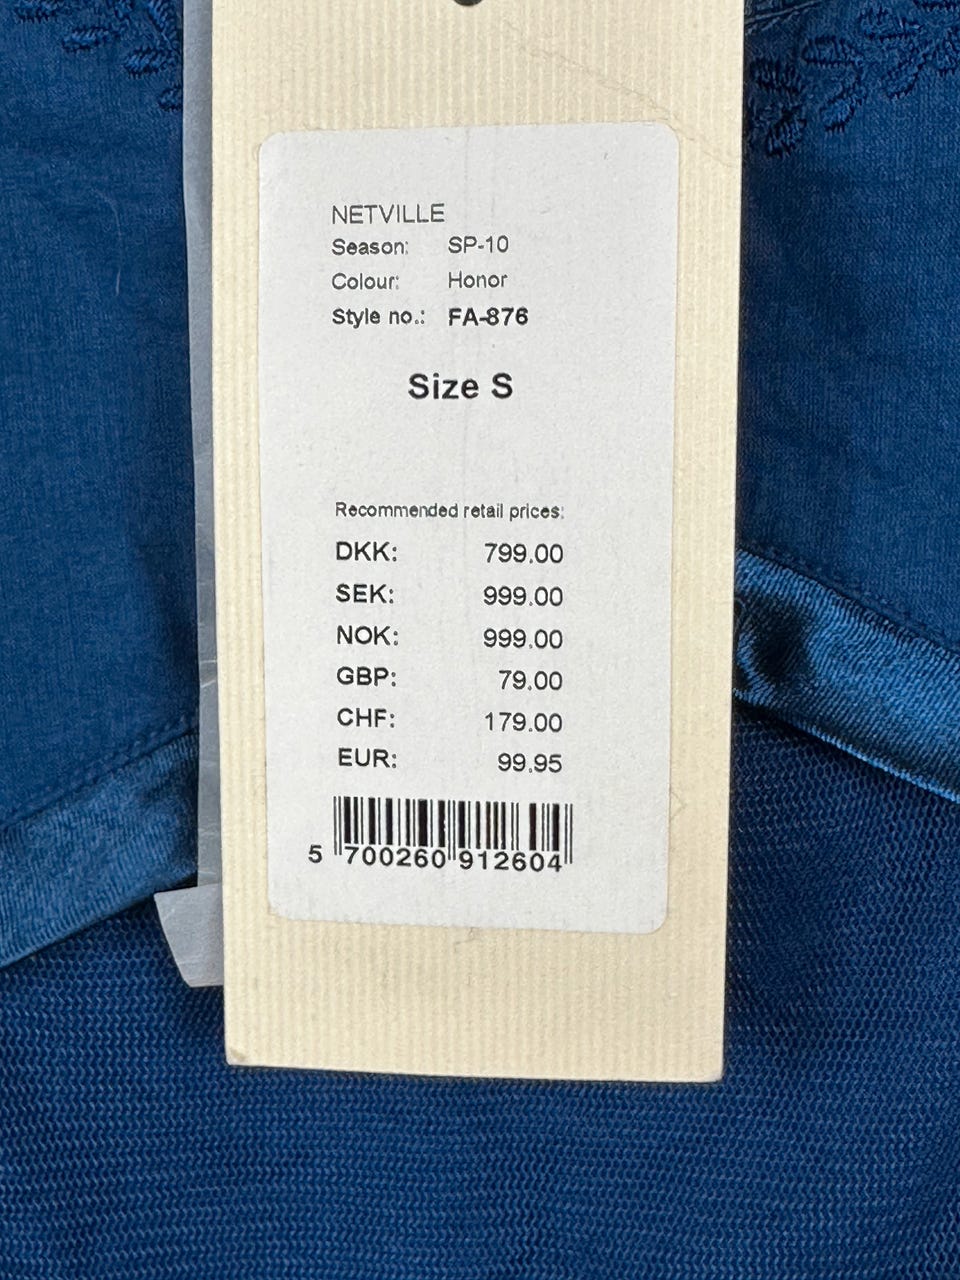 NETVILLE
Season: SP-10
Colour: Honor
Style no.: FA-876
Size S
Recommended retail prices:
DKK: 799.00
SEK: 999.00
NOK: 999.00
GBP: 79.00
CHF: 179.00
EUR: 99.95
5 700260 912604